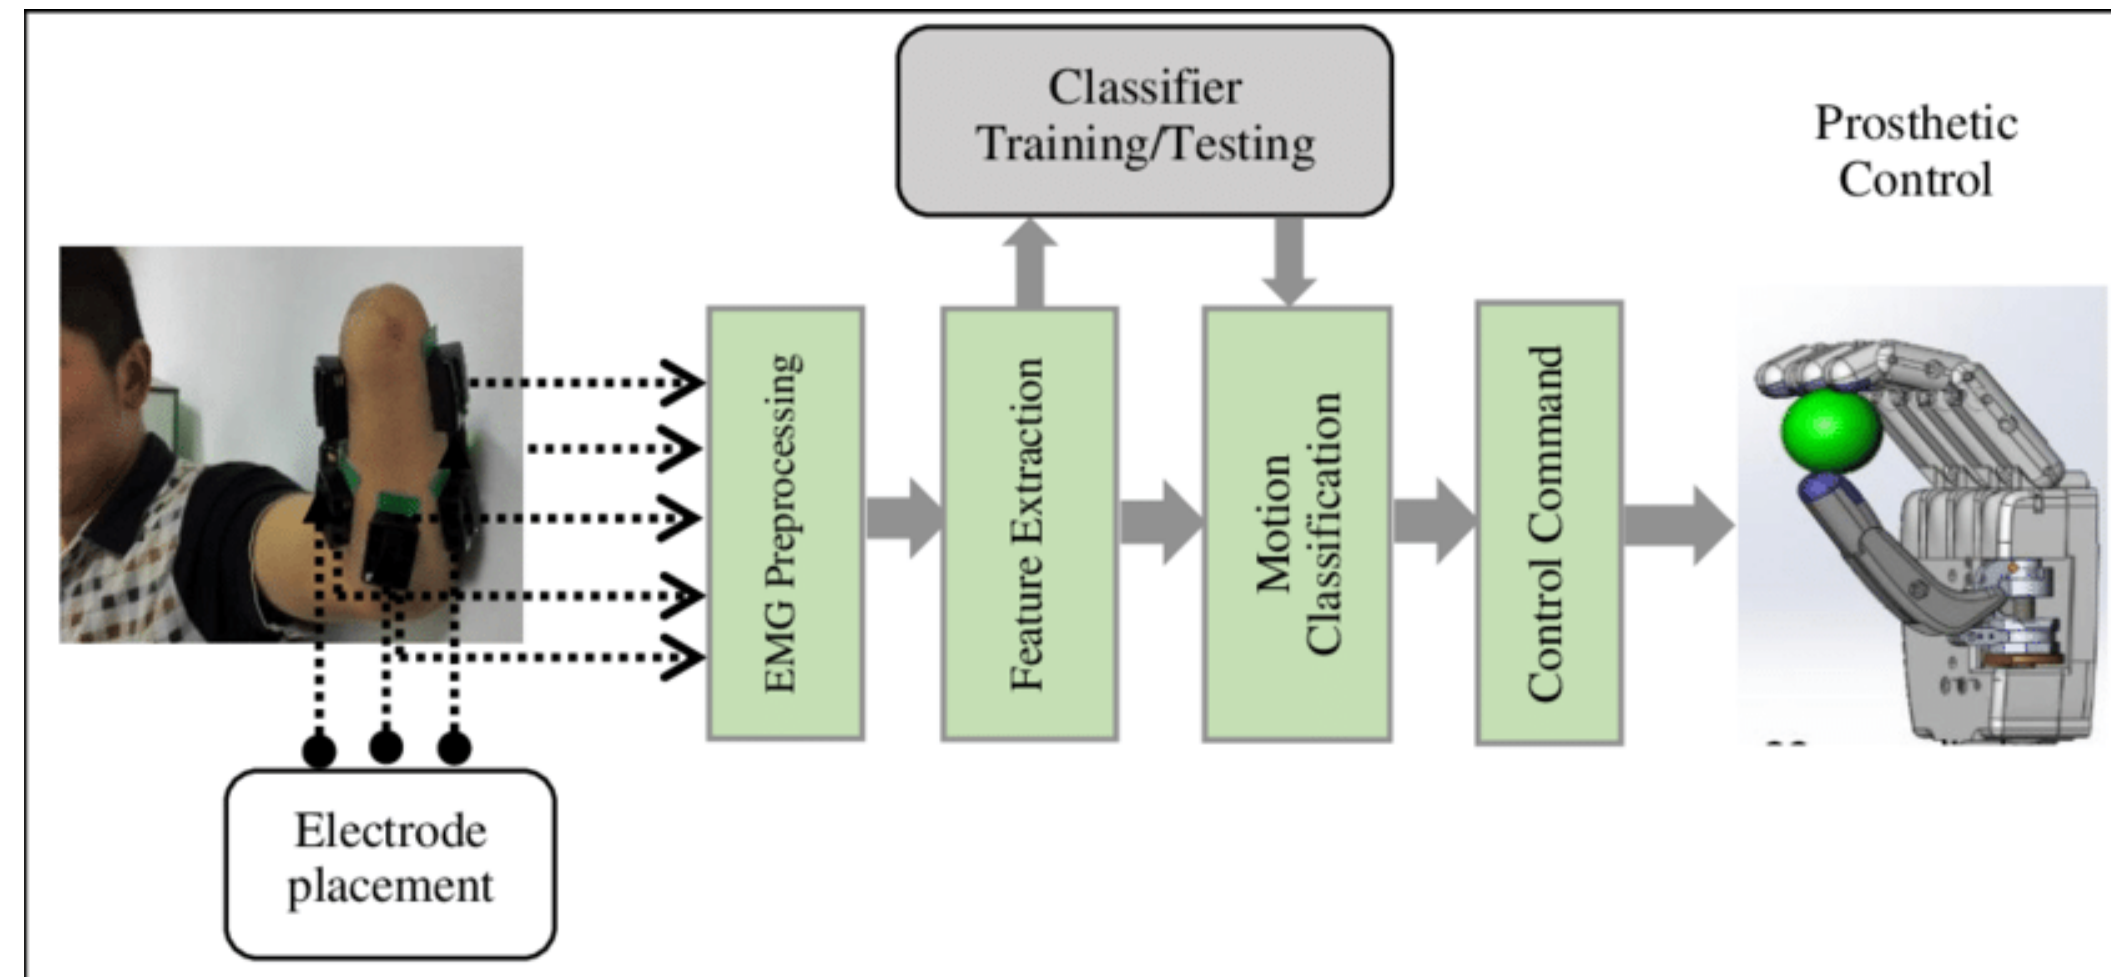 Classifier
Training/Testing
Prosthetic
Control
EMG Preprocessing
Feature Extraction
Motion
Classification
Control Command
Electrode
placement